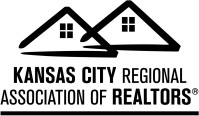 KANSAS CITY REGIONAL
ASSOCIATION OF REALTORS®